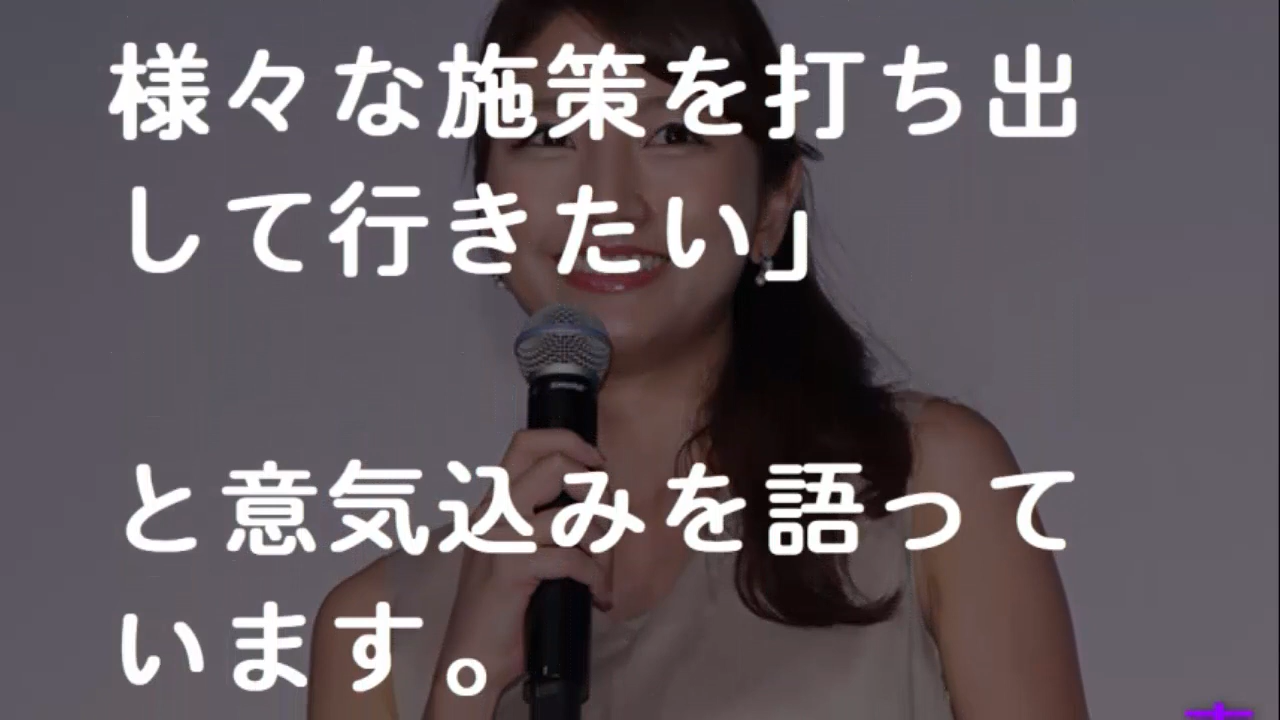 様々な施策を打ち出
して行きたい」
と意気込みを語って
います。